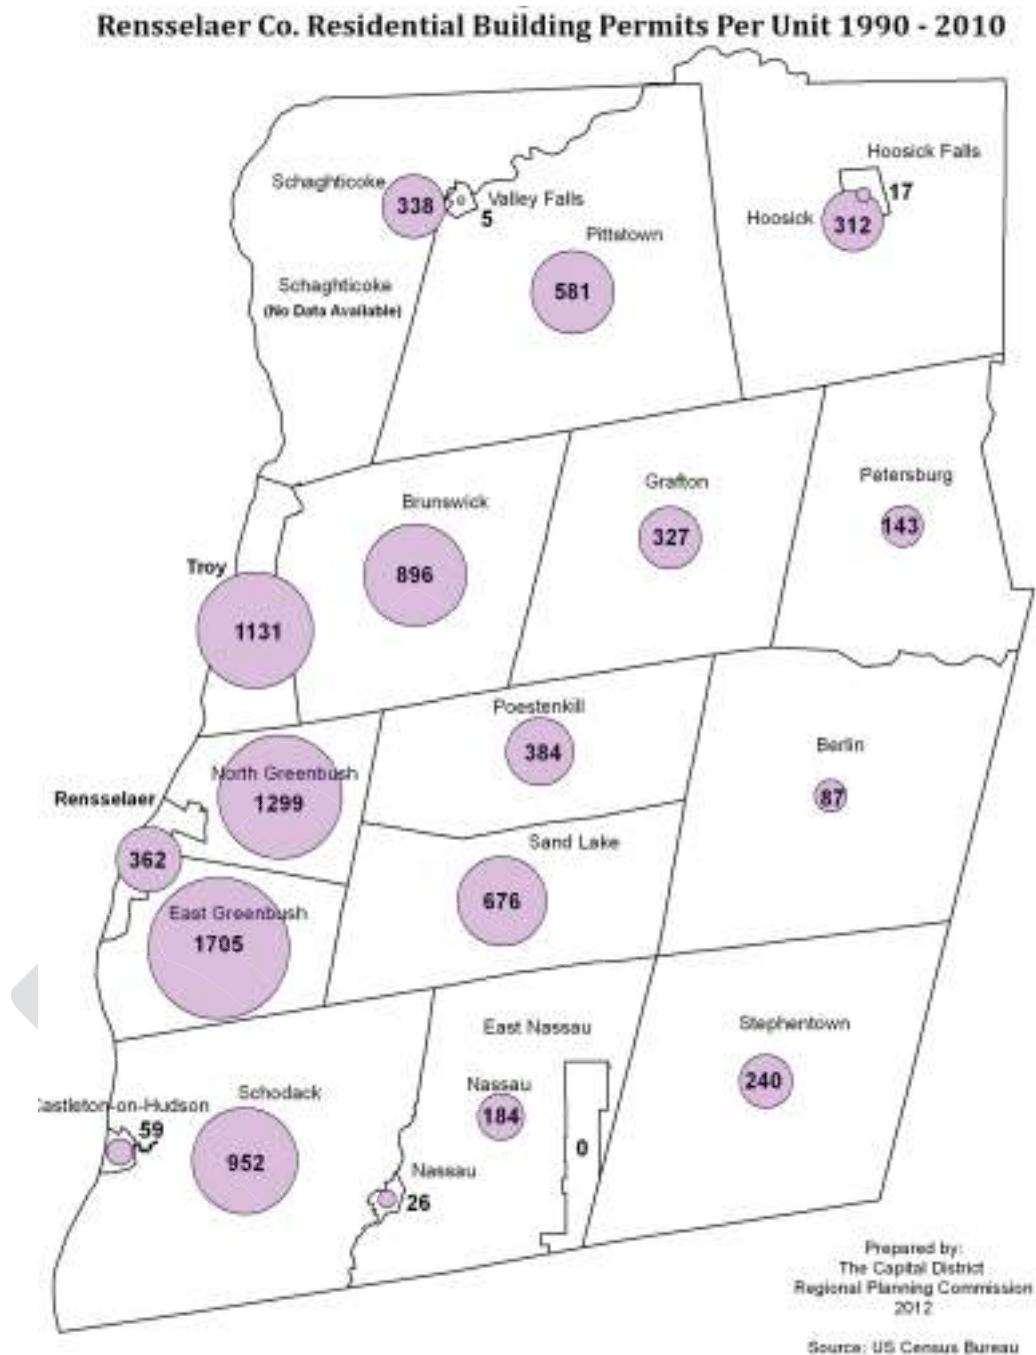 Rensselaer Co. Residential Building Permits Per Unit 1990 - 2010
Hoosick Falls
17
Schaghticoke
338
Valley Falls
5
Hoosick
312
Pittstown
581
Schaghticoke
(No Data Available)
Brunswick
896
Grafton
327
Petersburg
143
Troy
1131
Poestenkill
384
Berlin
87
North Greenbush
1299
Rensselaer
362
Sand Lake
676
East Greenbush
1705
East Nassau
0
Stephentown
240
Nassau
184
Castleton-on-Hudson
59
Schodack
952
Nassau
26
Prepared by:
The Capital District
Regional Planning Commission
2012
Source: US Census Bureau